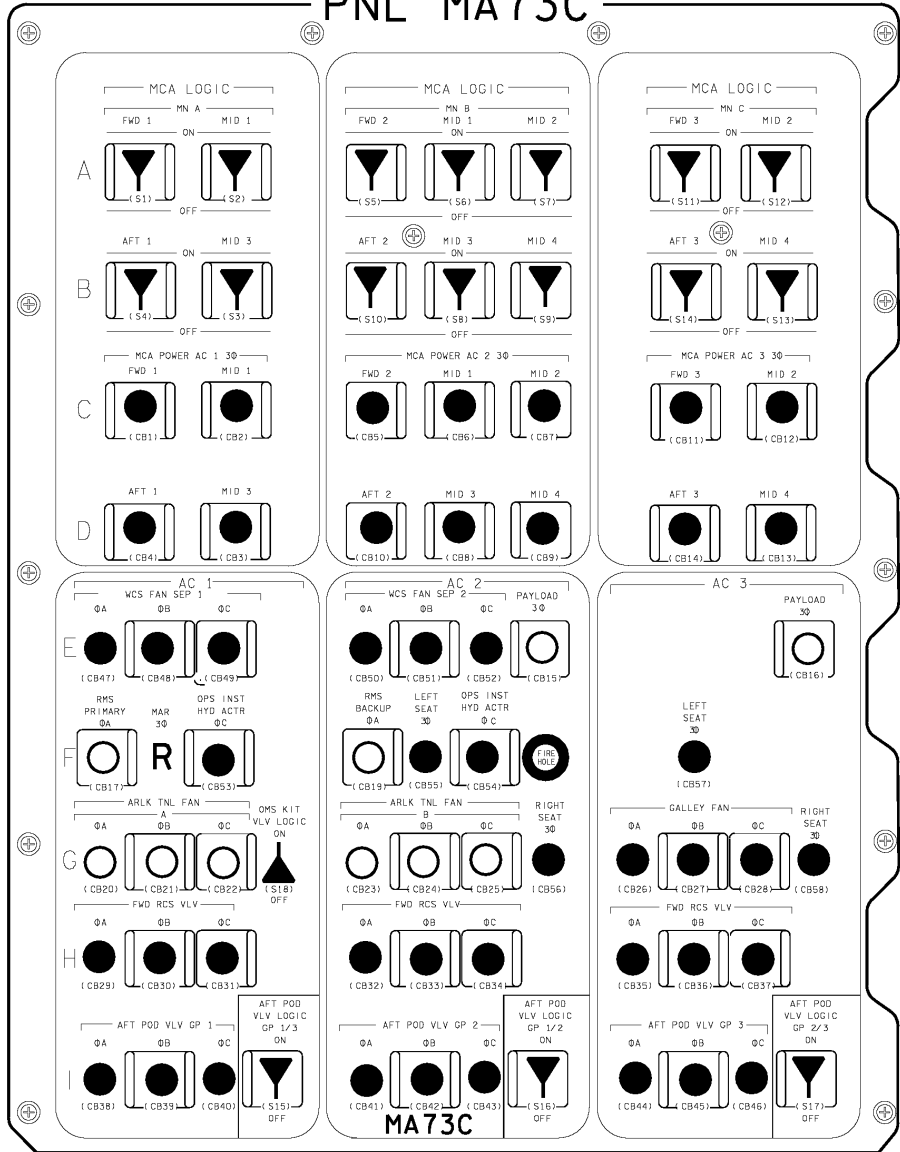 PNL MA73C
MCA LOGIC MCA LOGIC MCA LOGIC
MN A MN B MN C
FWD 1 MID 1 FWD 2 MID 1 MID 2 FWD 3 MID 2
ON ON ON
A
(S1) (S2) (S5) (S6) (S7) (S11) (S12)
OFF OFF OFF
AFT 1 MID 3 AFT 2 MID 3 MID 4 AFT 3 MID 4
ON ON ON
B
(S4) (S3) (S10) (S8) (S9) (S14) (S13)
OFF OFF OFF
MCA POWER AC 1 3Φ MCA POWER AC 2 3Φ MCA POWER AC 3 3Φ
FWD 1 MID 1 FWD 2 MID 1 MID 2 FWD 3 MID 2
C
(CB1) (CB2) (CB5) (CB6) (CB7) (CB11) (CB12)
AFT 1 MID 3 AFT 2 MID 3 MID 4 AFT 3 MID 4
D
(CB4) (CB3) (CB10) (CB8) (CB9) (CB14) (CB13)
AC 1 AC 2 AC 3
WCS FAN SEP 1 WCS FAN SEP 2 PAYLOAD PAYLOAD
ΦA ΦB ΦC ΦA ΦB ΦC 3Φ 3Φ
E
(CB47) (CB48) (CB49) (CB50) (CB51) (CB52) (CB15) (CB16)
RMS OPS INST RMS LEFT OPS INST LEFT
PRIMARY MAR HYD ACTR BACKUP SEAT HYD ACTR SEAT
ΦA 3Φ ΦC ΦA 3Φ ΦC 3Φ
F R FIRE
HOLE
(CB17) (CB53) (CB19) (CB55) (CB54) (CB57)
ARLK TNL FAN OMS KIT ARLK TNL FAN RIGHT GALLEY FAN RIGHT
A VLV LOGIC B SEAT SEAT
ΦA ΦB ΦC ON ΦA ΦB ΦC 3Φ ΦA ΦB ΦC 3Φ
G
(CB20) (CB21) (CB22) (S18) (CB23) (CB24) (CB25) (CB56) (CB26) (CB27) (CB28) (CB58)
OFF
FWD RCS VLV FWD RCS VLV FWD RCS VLV
ΦA ΦB ΦC ΦA ΦB ΦC ΦA ΦB ΦC
H
(CB29) (CB30) (CB31) (CB32) (CB33) (CB34) (CB35) (CB36) (CB37)
AFT POD AFT POD AFT POD
VLV LOGIC VLV LOGIC VLV LOGIC
AFT POD VLV GP 1 GP 1/3 AFT POD VLV GP 2 GP 1/2 AFT POD VLV GP 3 GP 2/3
ΦA ΦB ΦC ON ΦA ΦB ΦC ON ΦA ΦB ΦC ON
I
(CB38) (CB39) (CB40) (S15) (CB41) (CB42) (CB43) (S16) (CB44) (CB45) (CB46) (S17)
OFF OFF OFF
MA73C